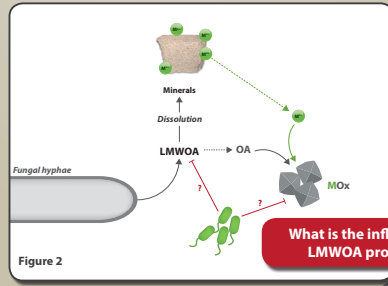 Minerals
Dissolution
LMWOA
OA
MOx
Fungal hyphae
?
?
What is the infl
LMWOA pro
Figure 2